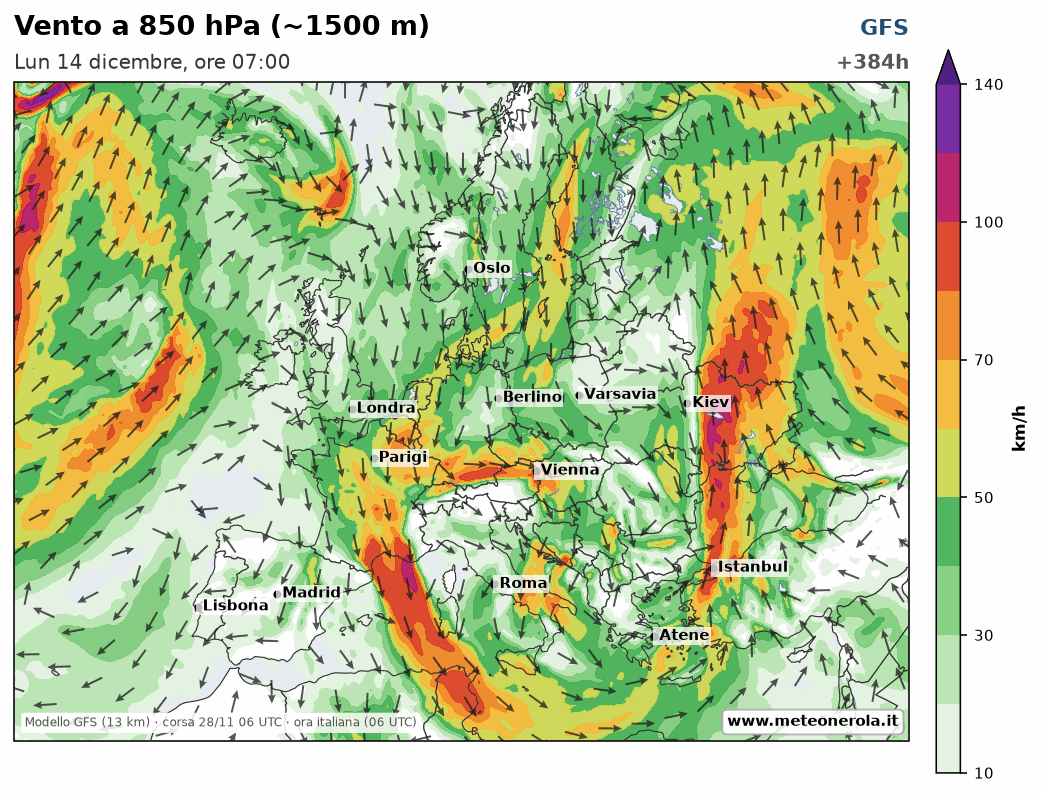 Vento a 850 hPa (~1500 m)
GFS
Lun 14 dicembre, ore 07:00
+384h
140
100
70
50
30
10
km/h
Oslo
Londra
Berlino
Varsavia
Kiev
Parigi
Vienna
Istanbul
Roma
Madrid
Lisbona
Atene
Modello GFS (13 km) · corsa 28/11 06 UTC · ora italiana (06 UTC)
www.meteonerola.it